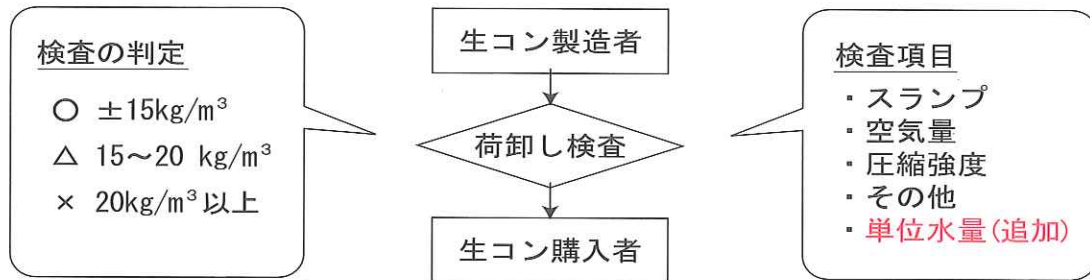 検査の判定
○ ±15kg/m³
△ 15～20 kg/m³
× 20kg/m³以上
生コン製造者
荷卸し検査
生コン購入者
検査項目
・スランプ
・空気量
・圧縮強度
・その他
・単位水量(追加)